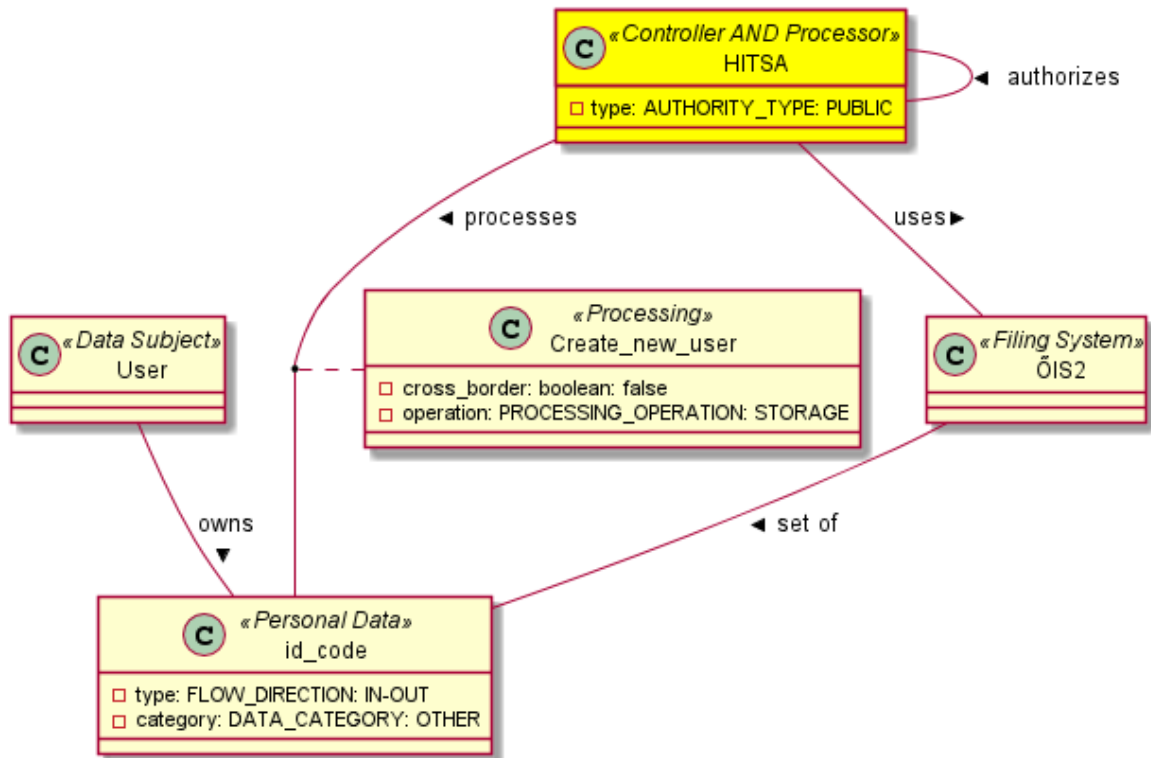 C «Controller AND Processor»
HITSA
type: AUTHORITY_TYPE: PUBLIC
◄ authorizes
◄ processes
uses►
C «Data Subject»
User
C «Processing»
Create_new_user
cross_border: boolean: false
operation: PROCESSING_OPERATION: STORAGE
C «Filing System»
ÕIS2
owns
▼
◄ set of
C «Personal Data»
id_code
type: FLOW_DIRECTION: IN-OUT
category: DATA_CATEGORY: OTHER